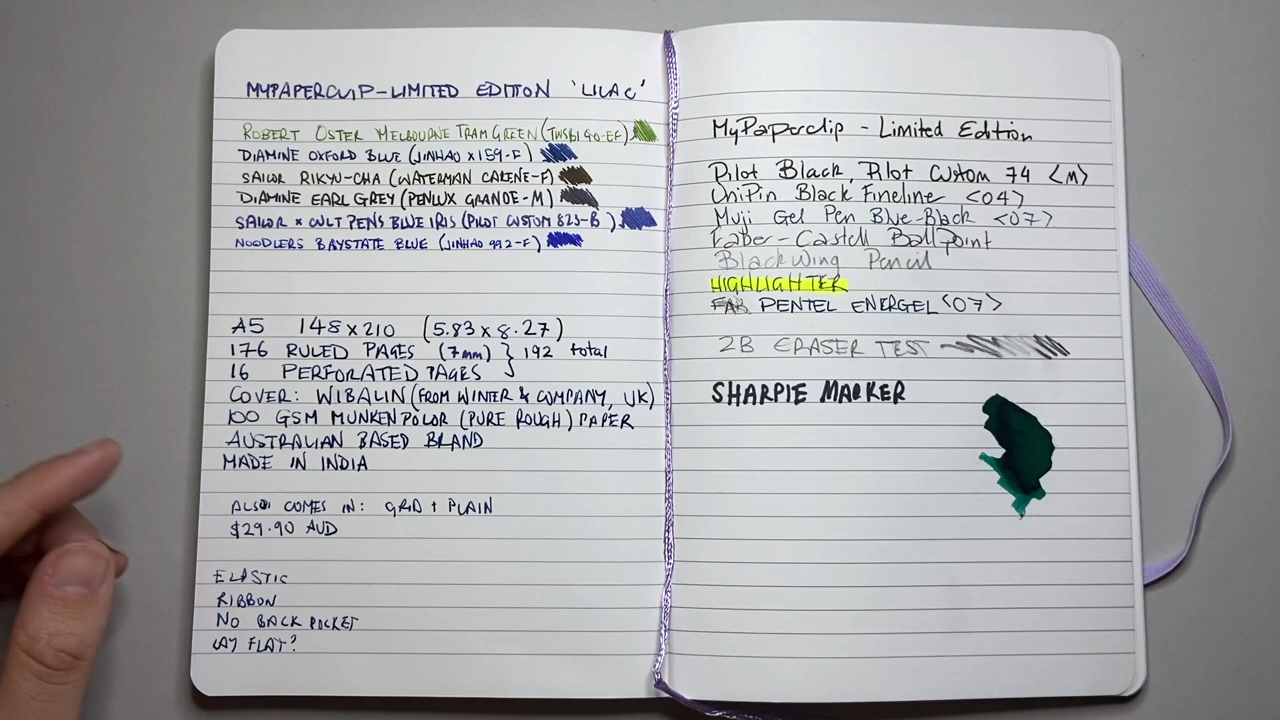 MYPAPERCLIP-LIMITED EDITION 'LILAC'
ROBERT OSTER MELBOURNE TRAM GREEN (TWSBI GO-EF)
DIAMINE OXFORD BLUE (JINHAO X159-F)
SAILOR RIKYU-CHA (WATERMAN CARENE-F)
DIAMINE EARL GREY (PENLUX GRANDE-M)
SAILOR x CULT PENS BLUE IRIS (PILOT CUSTOM 823-B)
NOODLERS BAYSTATE BLUE (JINHAO 992-F)
A5 148 x 210 (5.83 x 8.27)
176 RULED PAGES (7mm) } 192 total
16 PERFORATED PAGES
COVER: WIBALIN (FROM WINTER & COMPANY, UK)
100 GSM MUNKEN POLOR (PURE ROUGH) PAPER
AUSTRALIAN BASED BRAND
MADE IN INDIA
ALSO COMES IN: GRID + PLAIN
$29.90 AUD
ELASTIC
RIBBON
NO BACK POCKET
LAY FLAT?
MyPaperclip - Limited Edition
Pilot Black, Pilot Custom 74 <M>
UniPin Black Fineline <04>
Muji Gel Pen Blue-Black <07>
Faber-Castell Ballpoint
Blackwing Pencil
HIGHLIGHTER
PENTEL ENERGEL <07>
2B ERASER TEST
SHARPIE MARKER